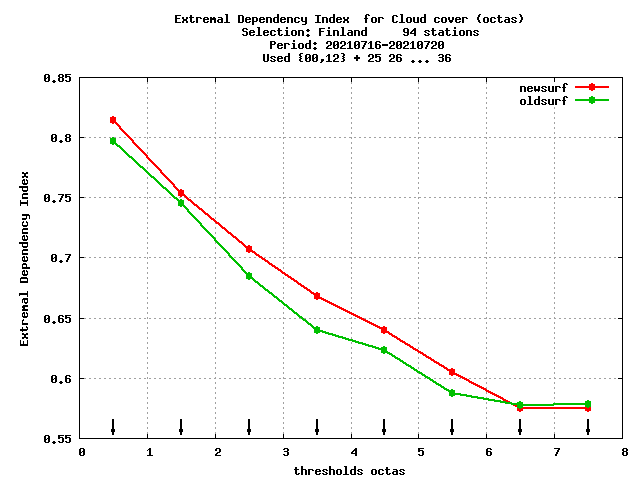 Extremal Dependency Index  for Cloud cover (octas)
Selection: Finland     94 stations
Period: 20210716-20210720
Used {00,12} + 25 26 ... 36
newsurf
oldsurf
0.85
0.8
0.75
0.7
0.65
0.6
0.55
Extremal Dependency Index
0 1 2 3 4 5 6 7 8
thresholds octas